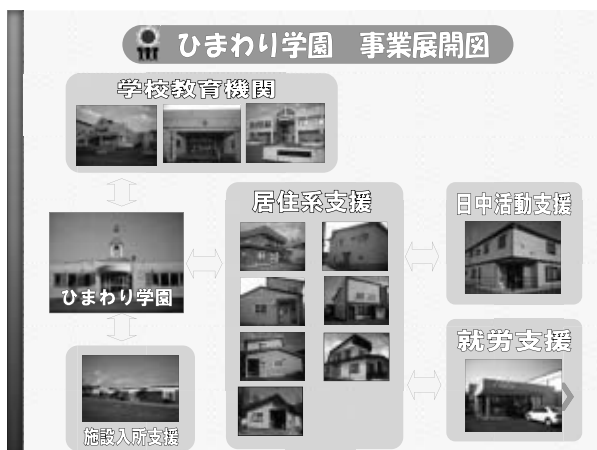 ひまわり学園 事業展開図
学校教育機関
居住系支援
日中活動支援
ひまわり学園
就労支援
施設入所支援